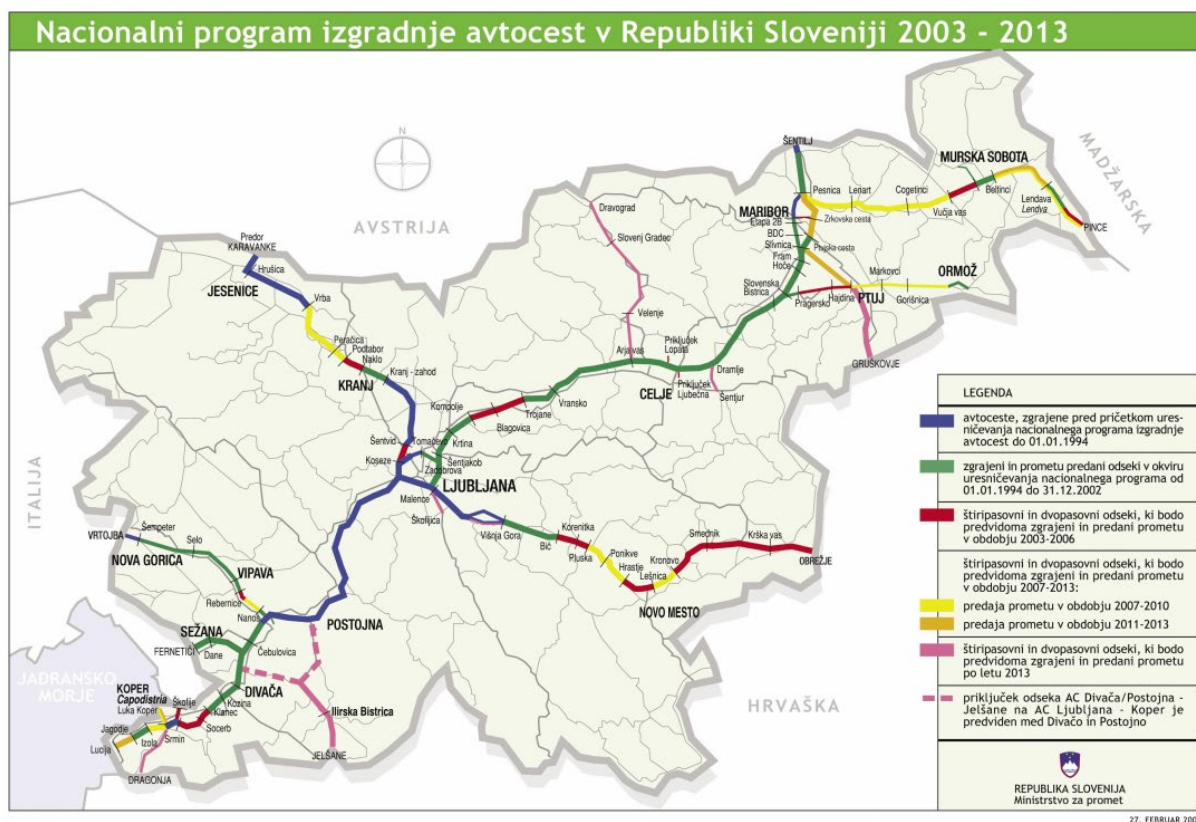 Nacionalni program izgradnje avtocest v Republiki Sloveniji 2003 - 2013
N
AVSTRIJA
MADŽARSKA
ITALIJA
HRVAŠKA
JADRANSKO
MORJE
ŠENTILJ
MURSKA SOBOTA
Pesnica
Lenart
Cogetinci
Vučja vas
Beltinci
Lendava
Lendva
PINCE
MARIBOR
Etapa 2B
Zrkovska cesta
BDC
Slivnica
Ptujska cesta
Fram
Hoče
Slovenska
Bistrica
Pragersko
Hajdina
PTUJ
Markovci
Gorišnica
ORMOŽ
GRUŠKOVJE
Dravograd
Slovenj Gradec
Velenje
Arja vas
Priključek
Lopata
Dramlje
CELJE
Priključek
Ljubečna
Šentjur
Predor
KARAVANKE
Hrušica
JESENICE
Vrba
Peračica
Podtabor
Naklo
KRANJ
Kranj - zahod
Kompolje
Vransko
Trojane
Blagovica
Šentvid
Tomačevo
Krtina
Koseze
Šentjakob
Zadobrova
LJUBLJANA
Malence
Škofljica
Višnja Gora
Bič
Korenitka
Pluska
Ponikve
Hrastje
Lešnica
Kronovo
Smednik
Krška vas
OBREŽJE
NOVO MESTO
VRTOJBA
Šempeter
Selo
NOVA GORICA
VIPAVA
Rebernice
Nanos
POSTOJNA
SEŽANA
FERNETIČI
Dane
Čebulovica
DIVAČA
Kozina
Klanec
Socerb
KOPER
Capodistria
Luka Koper
Škofije
Jagodje
Lucija
Izola
Srmin
DRAGONJA
Ilirska Bistrica
JELŠANE
LEGENDA
avtoceste, zgrajene pred pričetkom ures-
ničevanja nacionalnega programa izgradnje
avtocest do 01.01.1994
zgrajeni in prometu predani odseki v okviru
uresničevanja nacionalnega programa od
01.01.1994 do 31.12.2002
štiripasovni in dvopasovni odseki, ki bodo
predvidoma zgrajeni in predani prometu
v obdobju 2003-2006
štiripasovni in dvopasovni odseki, ki bodo
predvidoma zgrajeni in predani prometu
v obdobju 2007-2013:
predaja prometu v obdobju 2007-2010
predaja prometu v obdobju 2011-2013
štiripasovni in dvopasovni odseki, ki bodo
predvidoma zgrajeni in predani prometu
po letu 2013
priključek odseka AC Divača/Postojna -
Jelšane na AC Ljubljana - Koper je
predviden med Divačo in Postojno
REPUBLIKA SLOVENIJA
Ministrstvo za promet
27. FEBRUAR